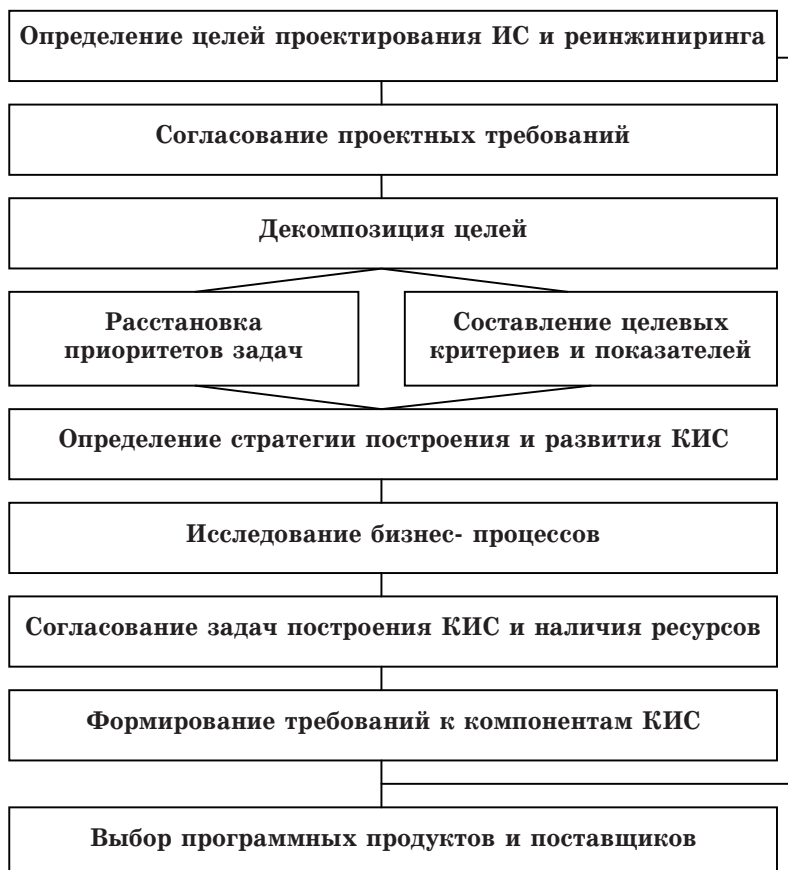 Определение целей проектирования ИС и реинжиниринга
Согласование проектных требований
Декомпозиция целей
Расстановка
приоритетов задач
Составление целевых
критериев и показателей
Определение стратегии построения и развития КИС
Исследование бизнес- процессов
Согласование задач построения КИС и наличия ресурсов
Формирование требований к компонентам КИС
Выбор программных продуктов и поставщиков